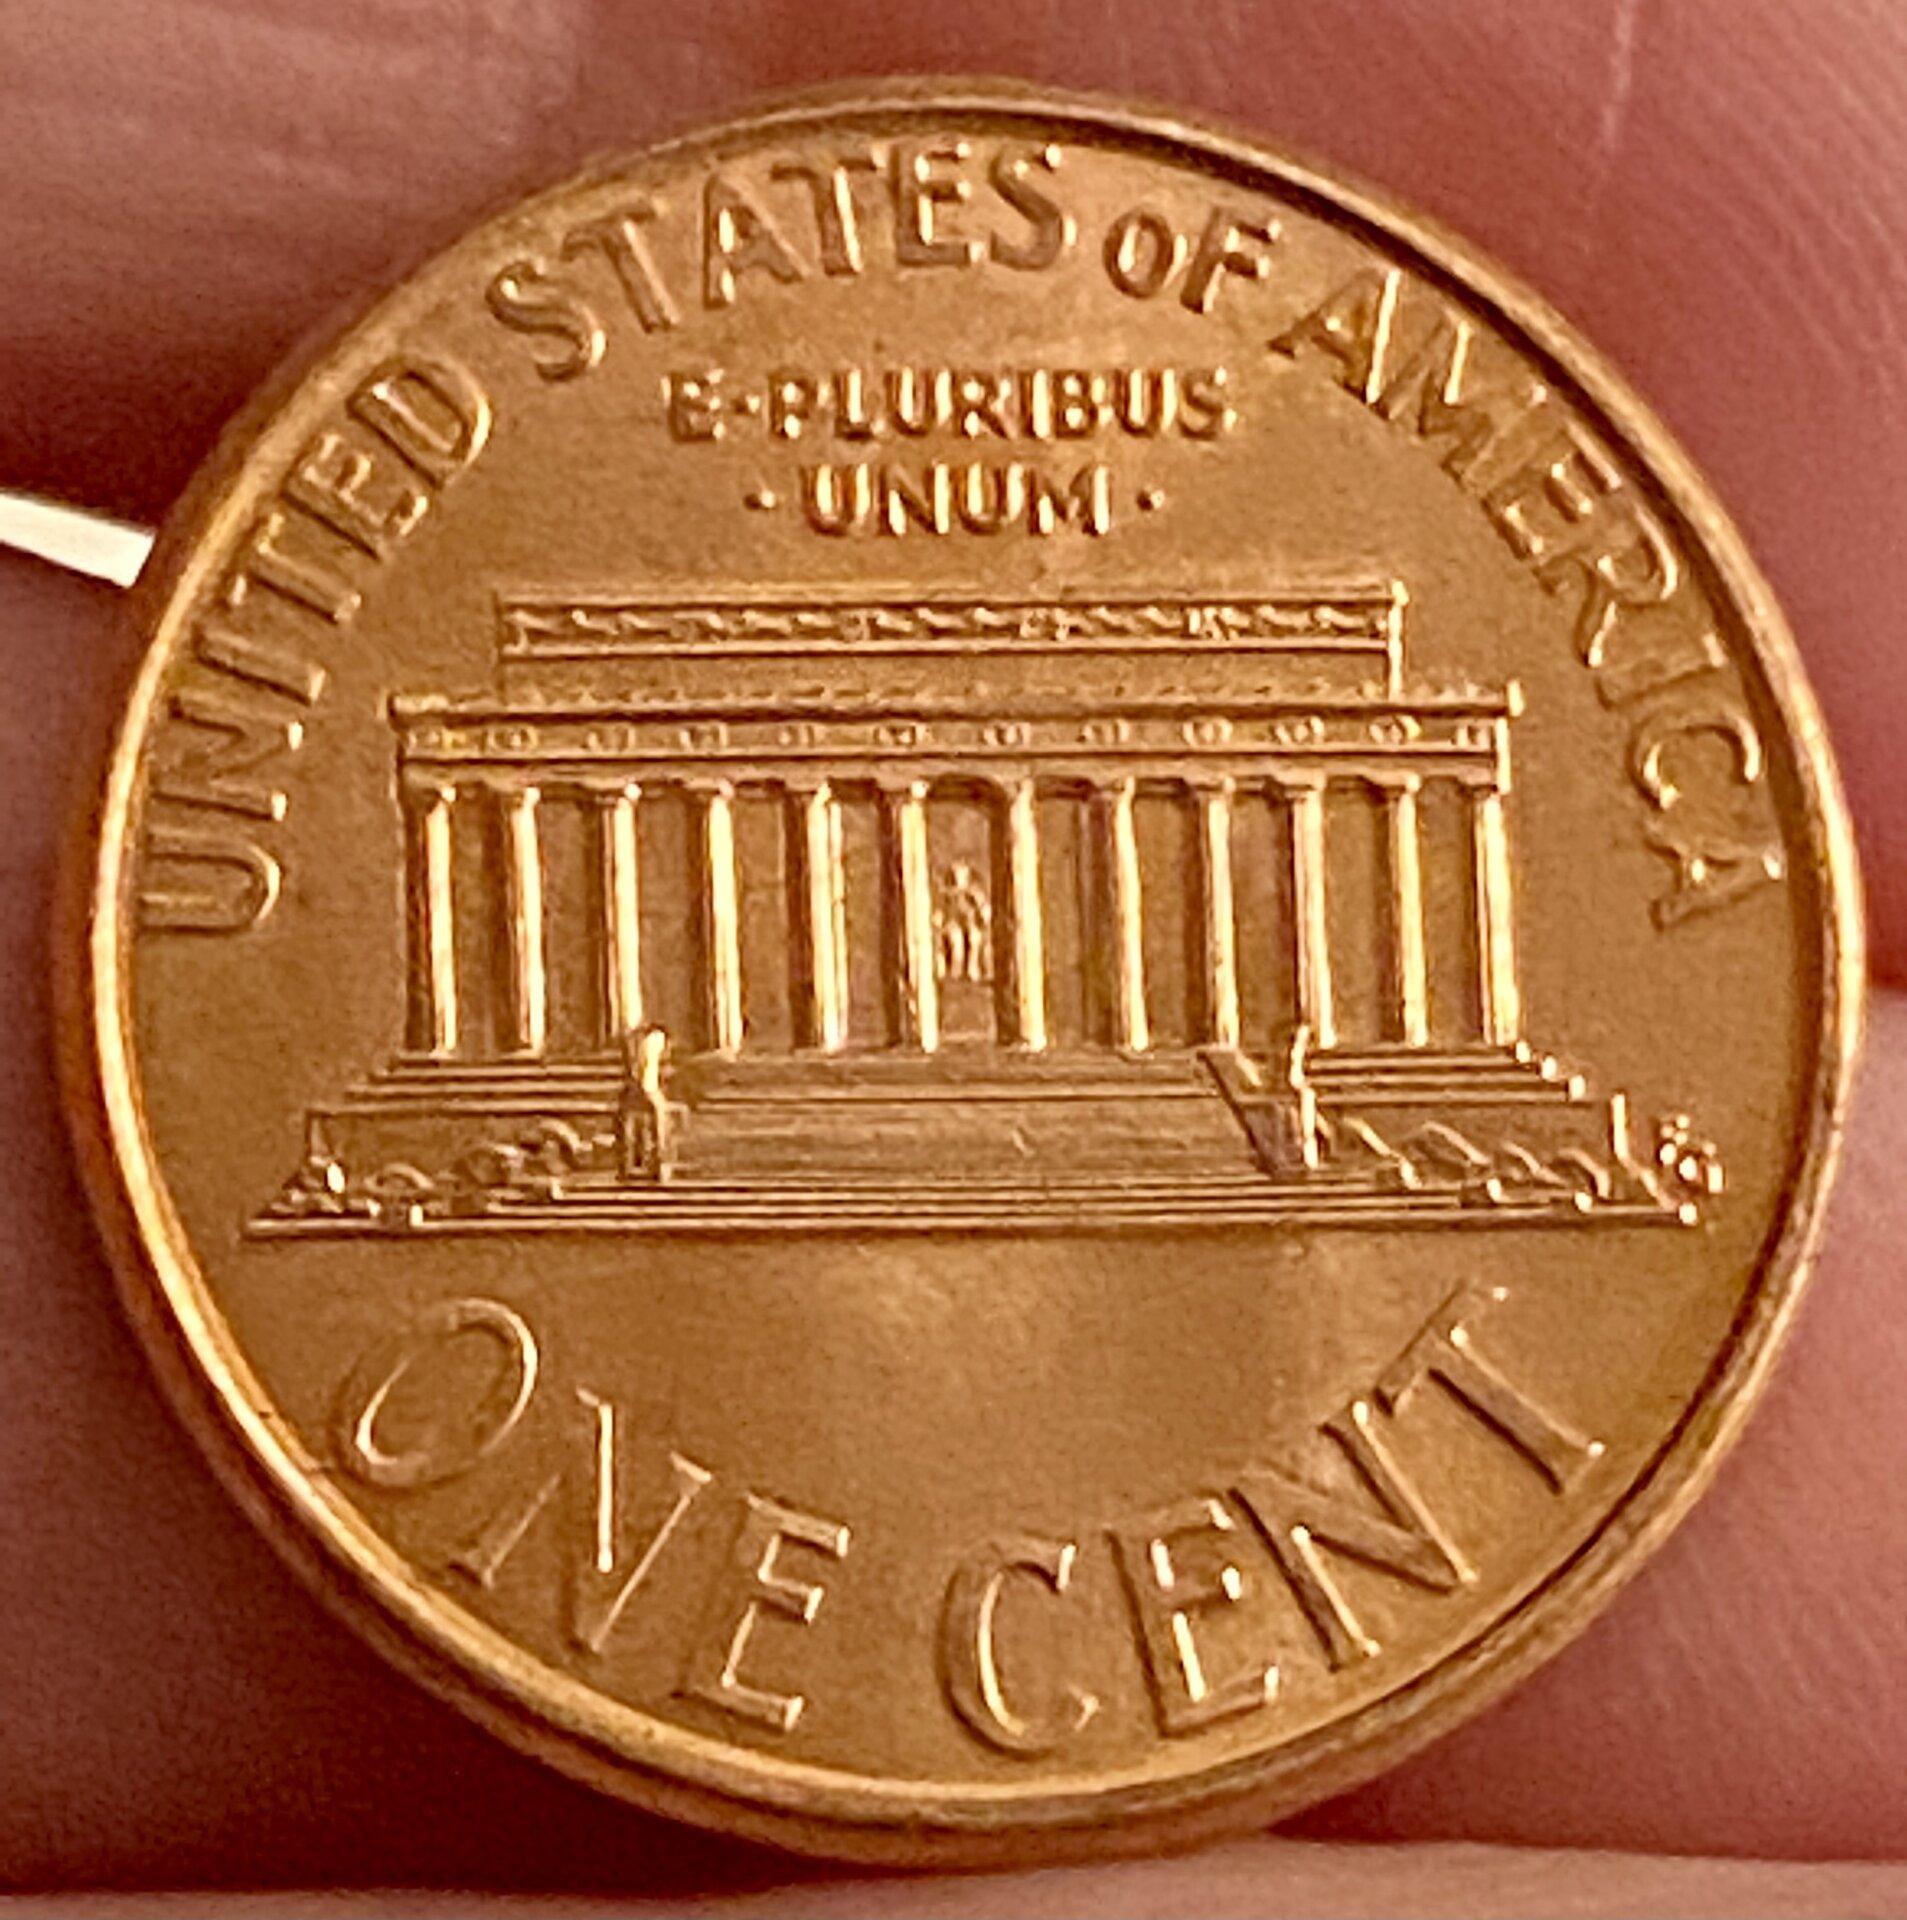 UNITED STATES OF AMERICA
E·PLURIBUS
·UNUM·
ONE CENT